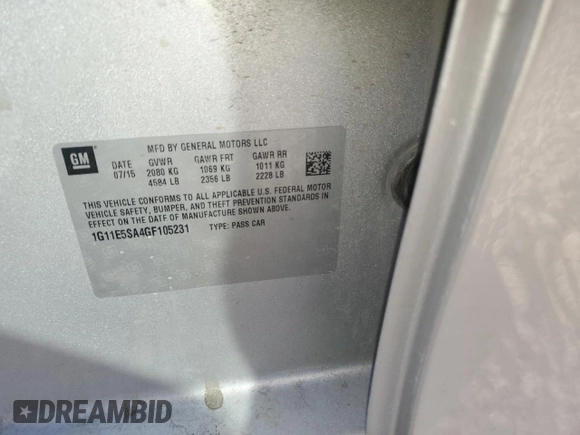 GM
MFD BY GENERAL MOTORS LLC
DATE GVWR GAWR FRT GAWR RR
07/15 2080 KG 1069 KG 1011 KG
4584 LB 2356 LB 2228 LB
THIS VEHICLE CONFORMS TO ALL APPLICABLE U.S. FEDERAL MOTOR
VEHICLE SAFETY, BUMPER, AND THEFT PREVENTION STANDARDS IN
EFFECT ON THE DATE OF MANUFACTURE SHOWN ABOVE.
1G11E5SA4GF105231 TYPE: PASS CAR
DREAMBID